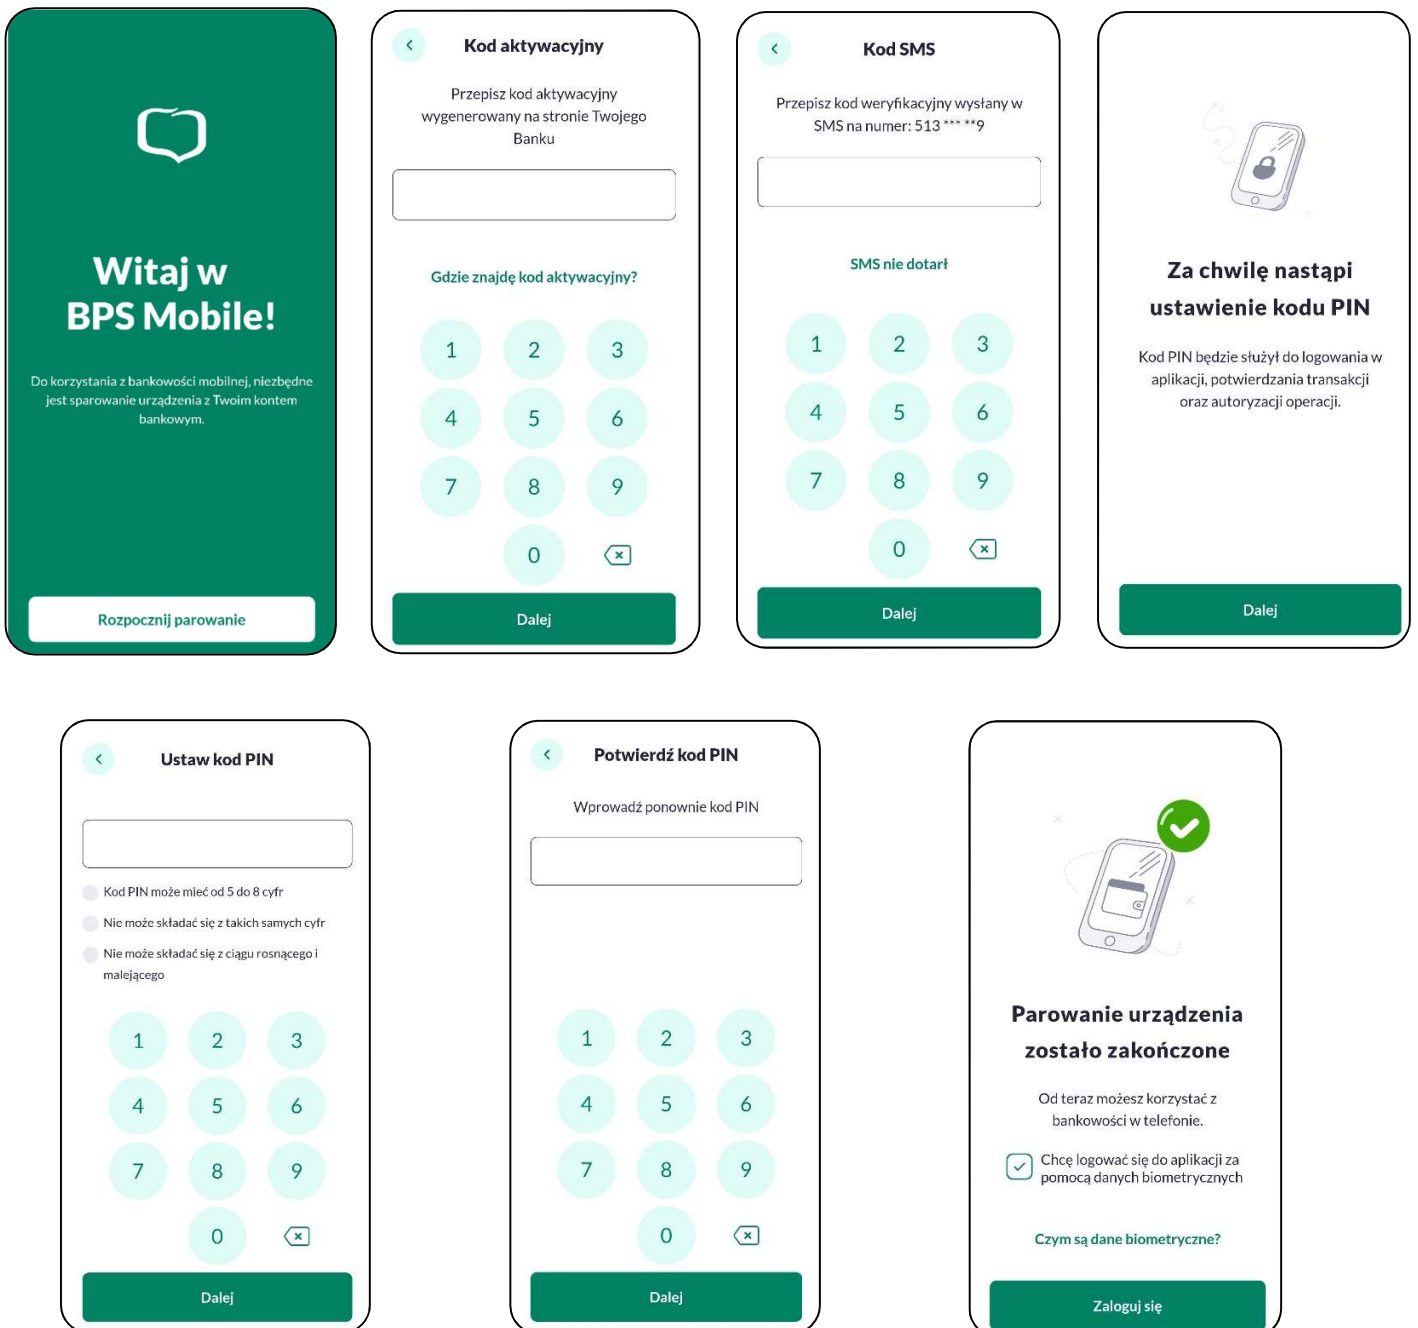 Witaj w
BPS Mobile!
Do korzystania z bankowości mobilnej, niezbędne
jest sparowanie urządzenia z Twoim kontem
bankowym.
Rozpocznij parowanie
Kod aktywacyjny
Przepisz kod aktywacyjny
wygenerowany na stronie Twojego
Banku
Gdzie znajdę kod aktywacyjny?
1 2 3
4 5 6
7 8 9
0
Dalej
Kod SMS
Przepisz kod weryfikacyjny wysłany w
SMS na numer: 513 *** **9
SMS nie dotarł
1 2 3
4 5 6
7 8 9
0
Dalej
Za chwilę nastąpi
ustawienie kodu PIN
Kod PIN będzie służył do logowania w
aplikacji, potwierdzania transakcji
oraz autoryzacji operacji.
Dalej
Ustaw kod PIN
Kod PIN może mieć od 5 do 8 cyfr
Nie może składać się z takich samych cyfr
Nie może składać się z ciągu rosnącego i
malejącego
1 2 3
4 5 6
7 8 9
0
Dalej
Potwierdź kod PIN
Wprowadź ponownie kod PIN
1 2 3
4 5 6
7 8 9
0
Dalej
Parowanie urządzenia
zostało zakończone
Od teraz możesz korzystać z
bankowości w telefonie.
Chcę logować się do aplikacji za
pomocą danych biometrycznych
Czym są dane biometryczne?
Zaloguj się